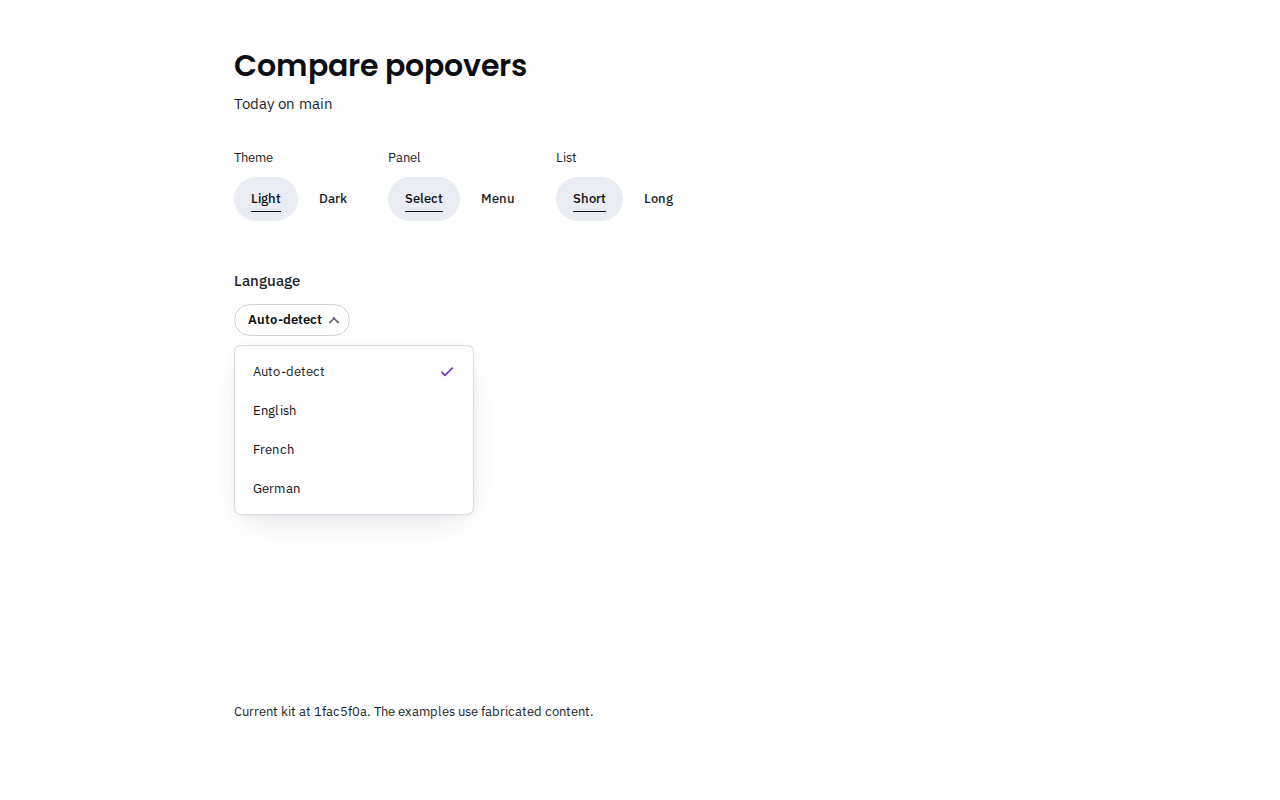 Compare popovers
Today on main
Theme Panel List
Light Dark Select Menu Short Long
Language
Auto-detect
Auto-detect
English
French
German
Current kit at 1fac5f0a. The examples use fabricated content.